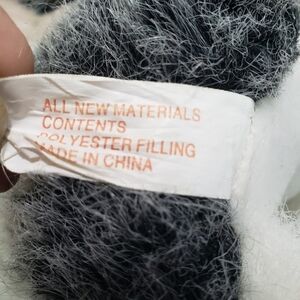 ALL NEW MATERIALS
CONTENTS
POLYESTER FILLING
MADE IN CHINA